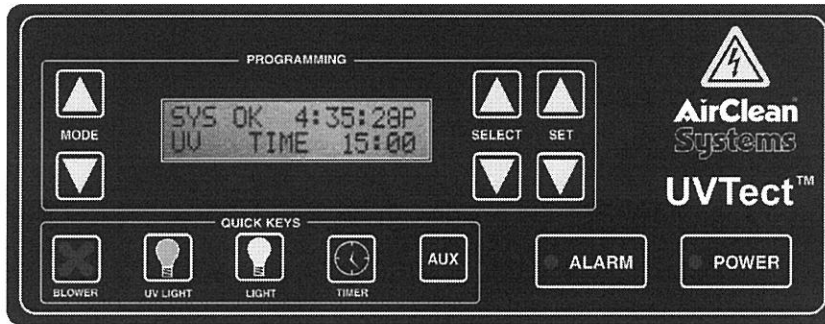 PROGRAMMING
MODE
SYS OK 4:35:28P
UV TIME 15:00
SELECT
SET
AirClean
Systems
UVTect™
QUICK KEYS
BLOWER
UV LIGHT
LIGHT
TIMER
AUX
ALARM
POWER